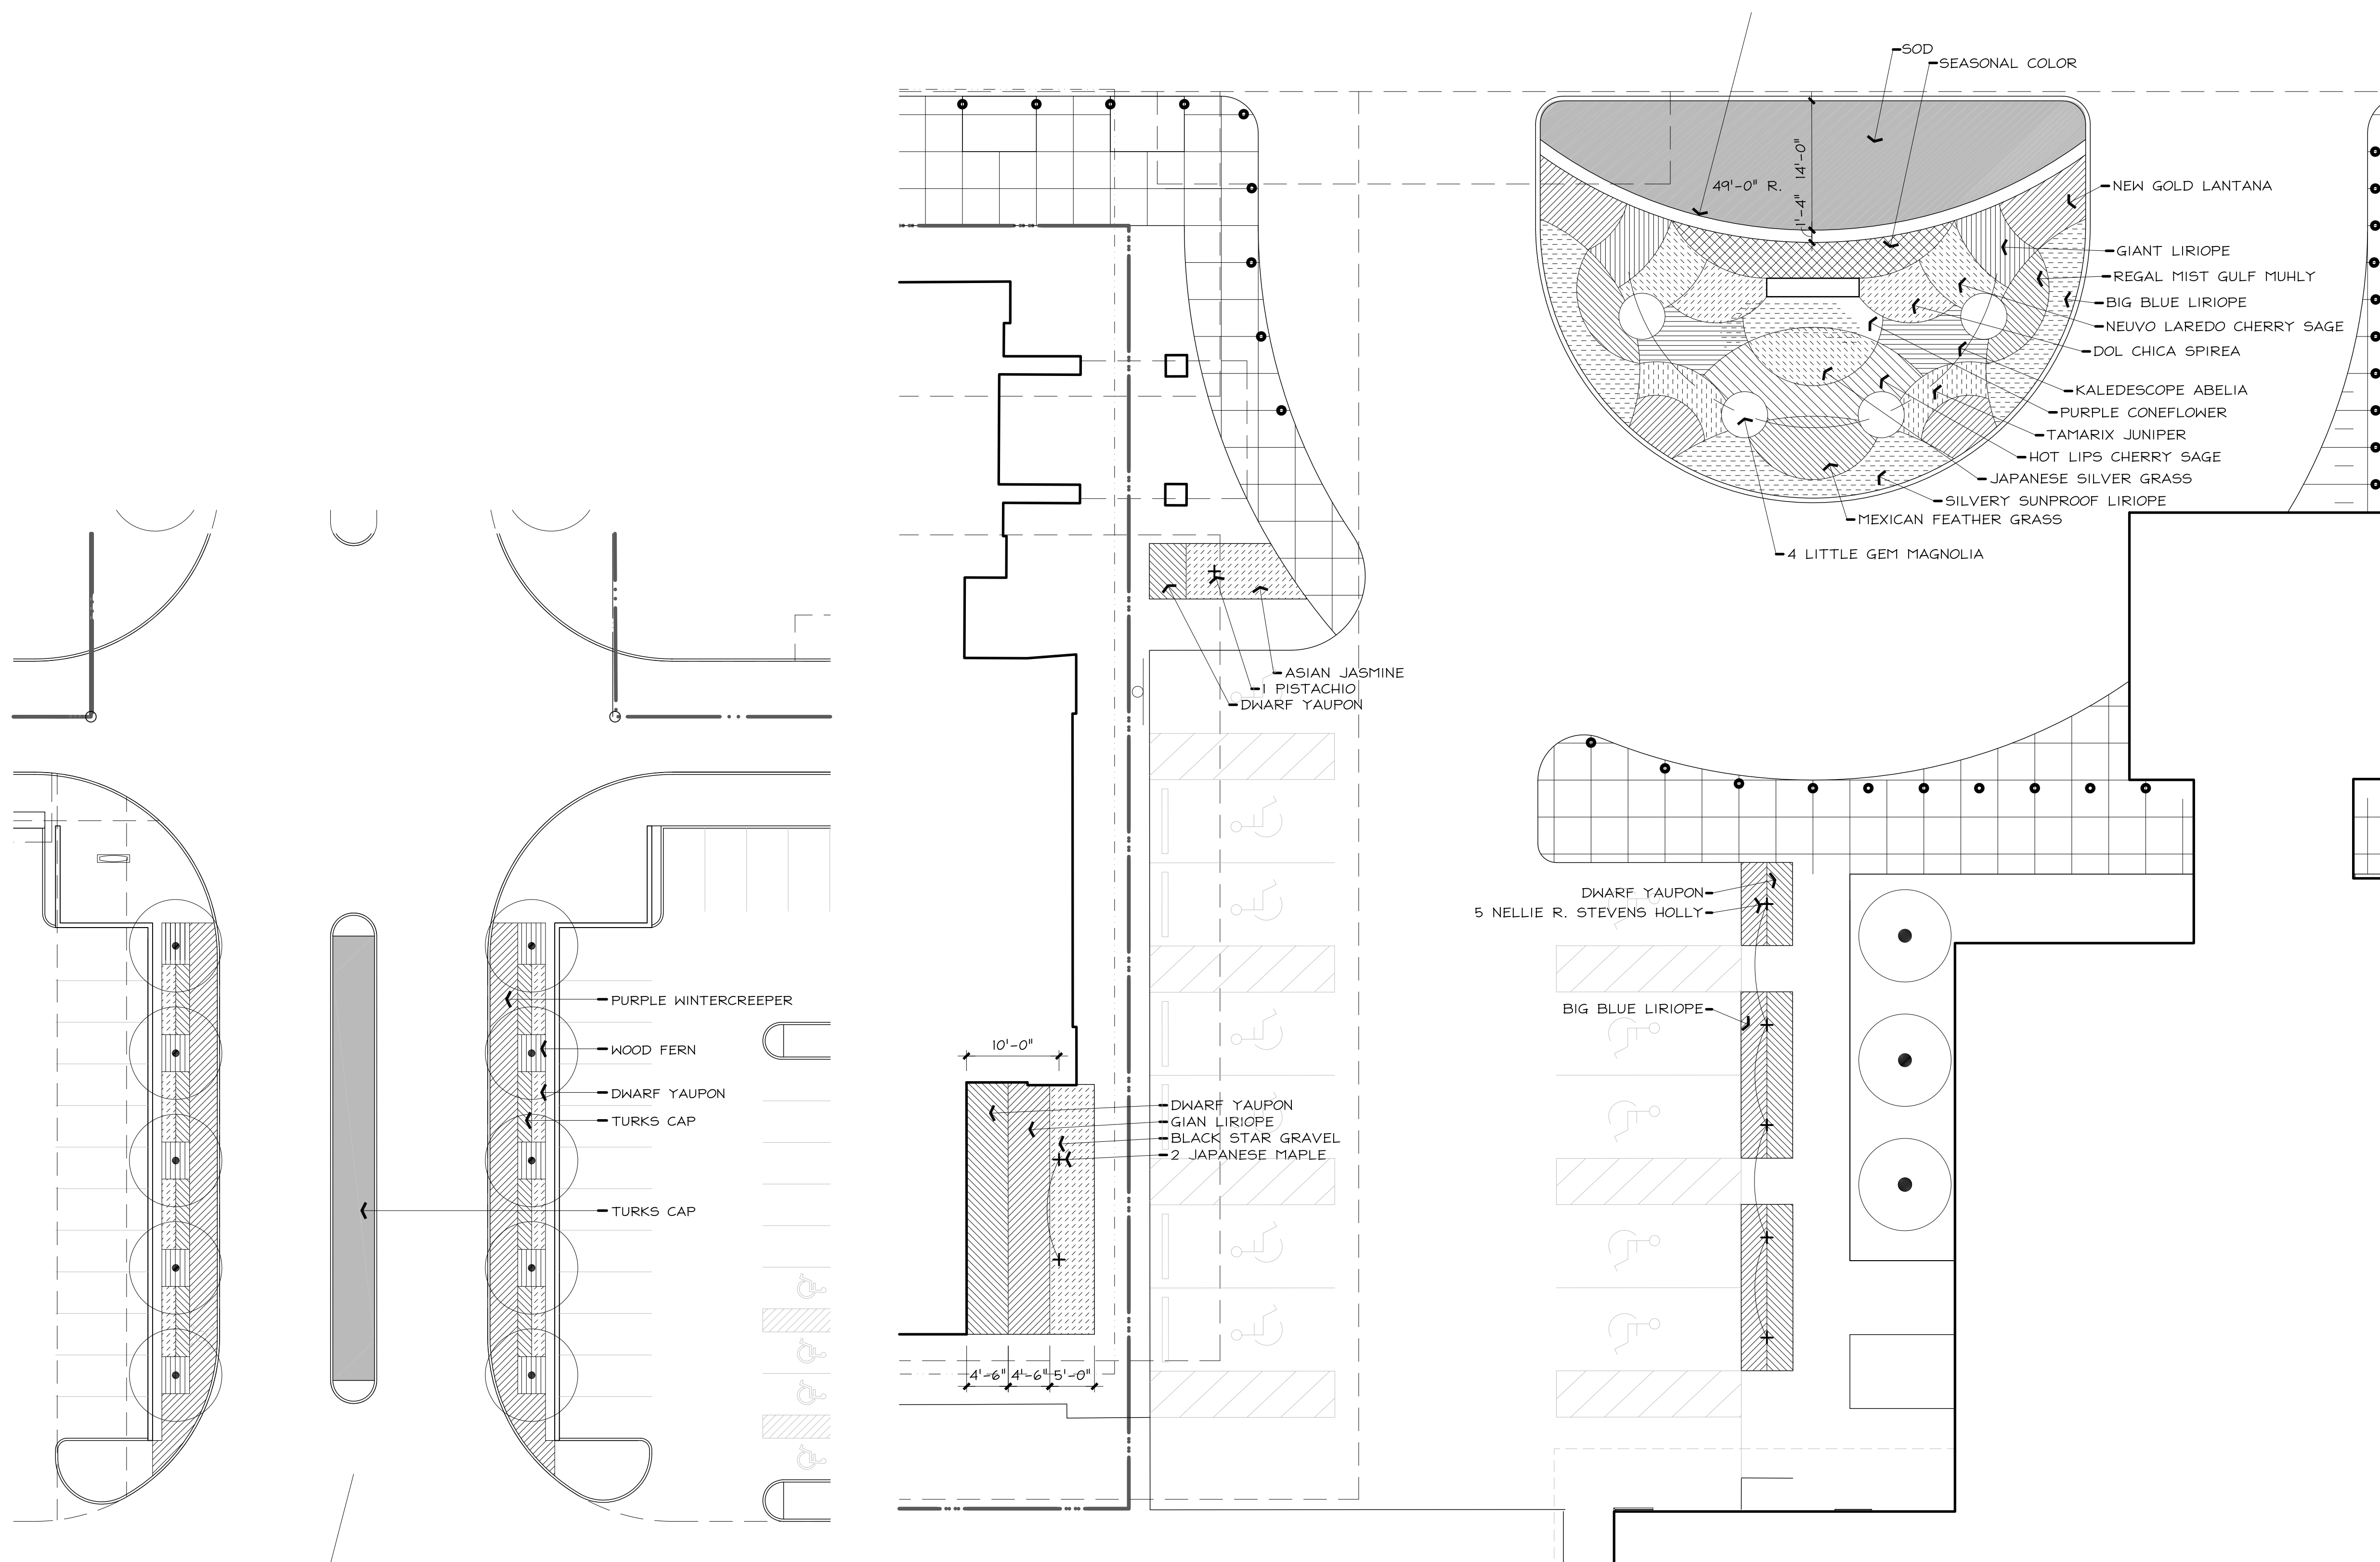 SOD
SEASONAL COLOR
14'-0"
49'-0" R.
1'-4"
NEW GOLD LANTANA
GIANT LIRIOPE
REGAL MIST GULF MUHLY
BIG BLUE LIRIOPE
NEUVO LAREDO CHERRY SAGE
DOL CHICA SPIREA
KALEDESCOPE ABELIA
PURPLE CONEFLOWER
TAMARIX JUNIPER
HOT LIPS CHERRY SAGE
JAPANESE SILVER GRASS
SILVERY SUNPROOF LIRIOPE
MEXICAN FEATHER GRASS
4 LITTLE GEM MAGNOLIA
ASIAN JASMINE
1 PISTACHIO
DWARF YAUPON
DWARF YAUPON
5 NELLIE R. STEVENS HOLLY
BIG BLUE LIRIOPE
PURPLE WINTERCREEPER
WOOD FERN
DWARF YAUPON
TURKS CAP
TURKS CAP
10'-0"
DWARF YAUPON
GIAN LIRIOPE
BLACK STAR GRAVEL
2 JAPANESE MAPLE
4'-6" 4'-6" 5'-0"